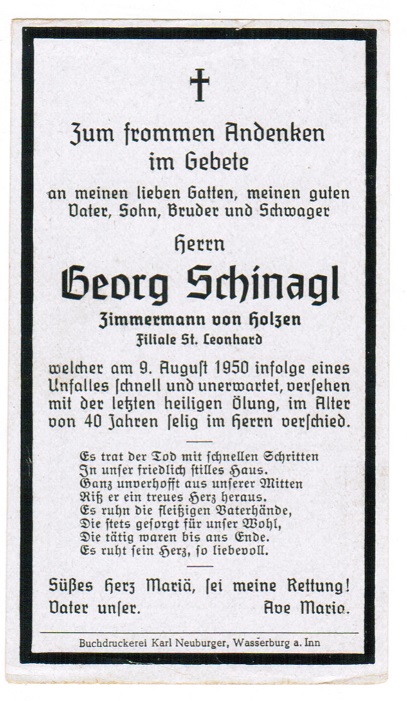 Zum frommen Andenken
im Gebete
an meinen lieben Gatten, meinen guten
Vater, Sohn, Bruder und Schwager
Herrn
Georg Schinagl
Zimmermann von Holzen
Filiale St. Leonhard
welcher am 9. August 1950 infolge eines
Unfalles schnell und unerwartet, versehen
mit der letzten heiligen Ölung, im Alter
von 40 Jahren selig im Herrn verschied.
Es trat der Tod mit schnellen Schritten
In unser friedlich stilles Haus.
Ganz unverhofft aus unserer Mitten
Riß er ein treues Herz heraus.
Es ruhn die fleißigen Vaterhände,
Die stets gesorgt für unser Wohl,
Die tätig waren bis ans Ende.
Es ruht sein Herz, so liebevoll.
Süßes Herz Mariä, sei meine Rettung!
Vater unser. Ave Maria.
Buchdruckerei Karl Neuburger, Wasserburg a. Inn